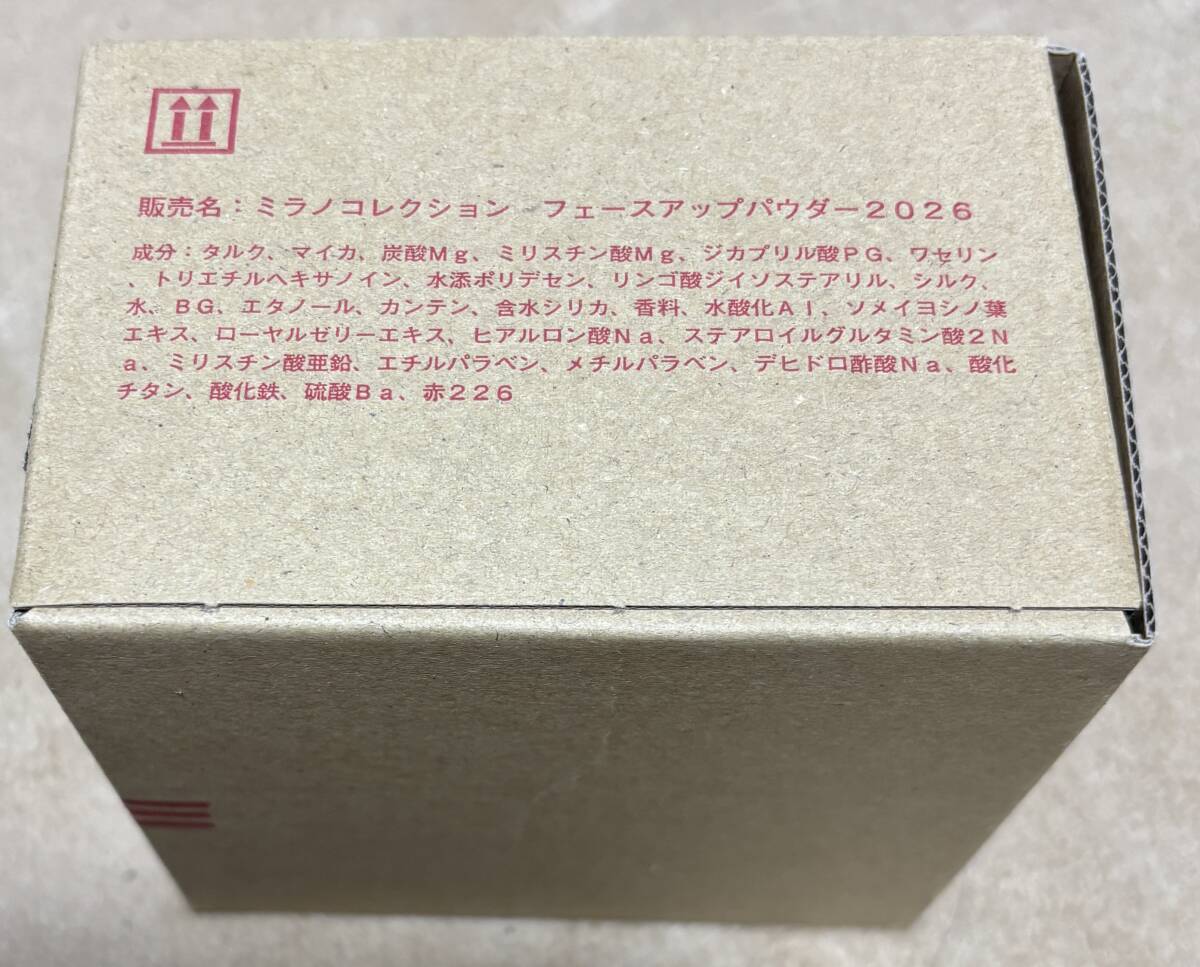 販売名：ミラノコレクション　フェースアップパウダー２０２６
成分：タルク、マイカ、炭酸Ｍｇ、ミリスチン酸Ｍｇ、ジカプリル酸ＰＧ、ワセリン
、トリエチルヘキサノイン、水添ポリデセン、リンゴ酸ジイソステアリル、シルク、
水、ＢＧ、エタノール、カンテン、含水シリカ、香料、水酸化Ａｌ、ソメイヨシノ葉
エキス、ローヤルゼリーエキス、ヒアルロン酸Ｎａ、ステアロイルグルタミン酸２Ｎ
ａ、ミリスチン酸亜鉛、エチルパラベン、メチルパラベン、デヒドロ酢酸Ｎａ、酸化
チタン、酸化鉄、硫酸Ｂａ、赤２２６